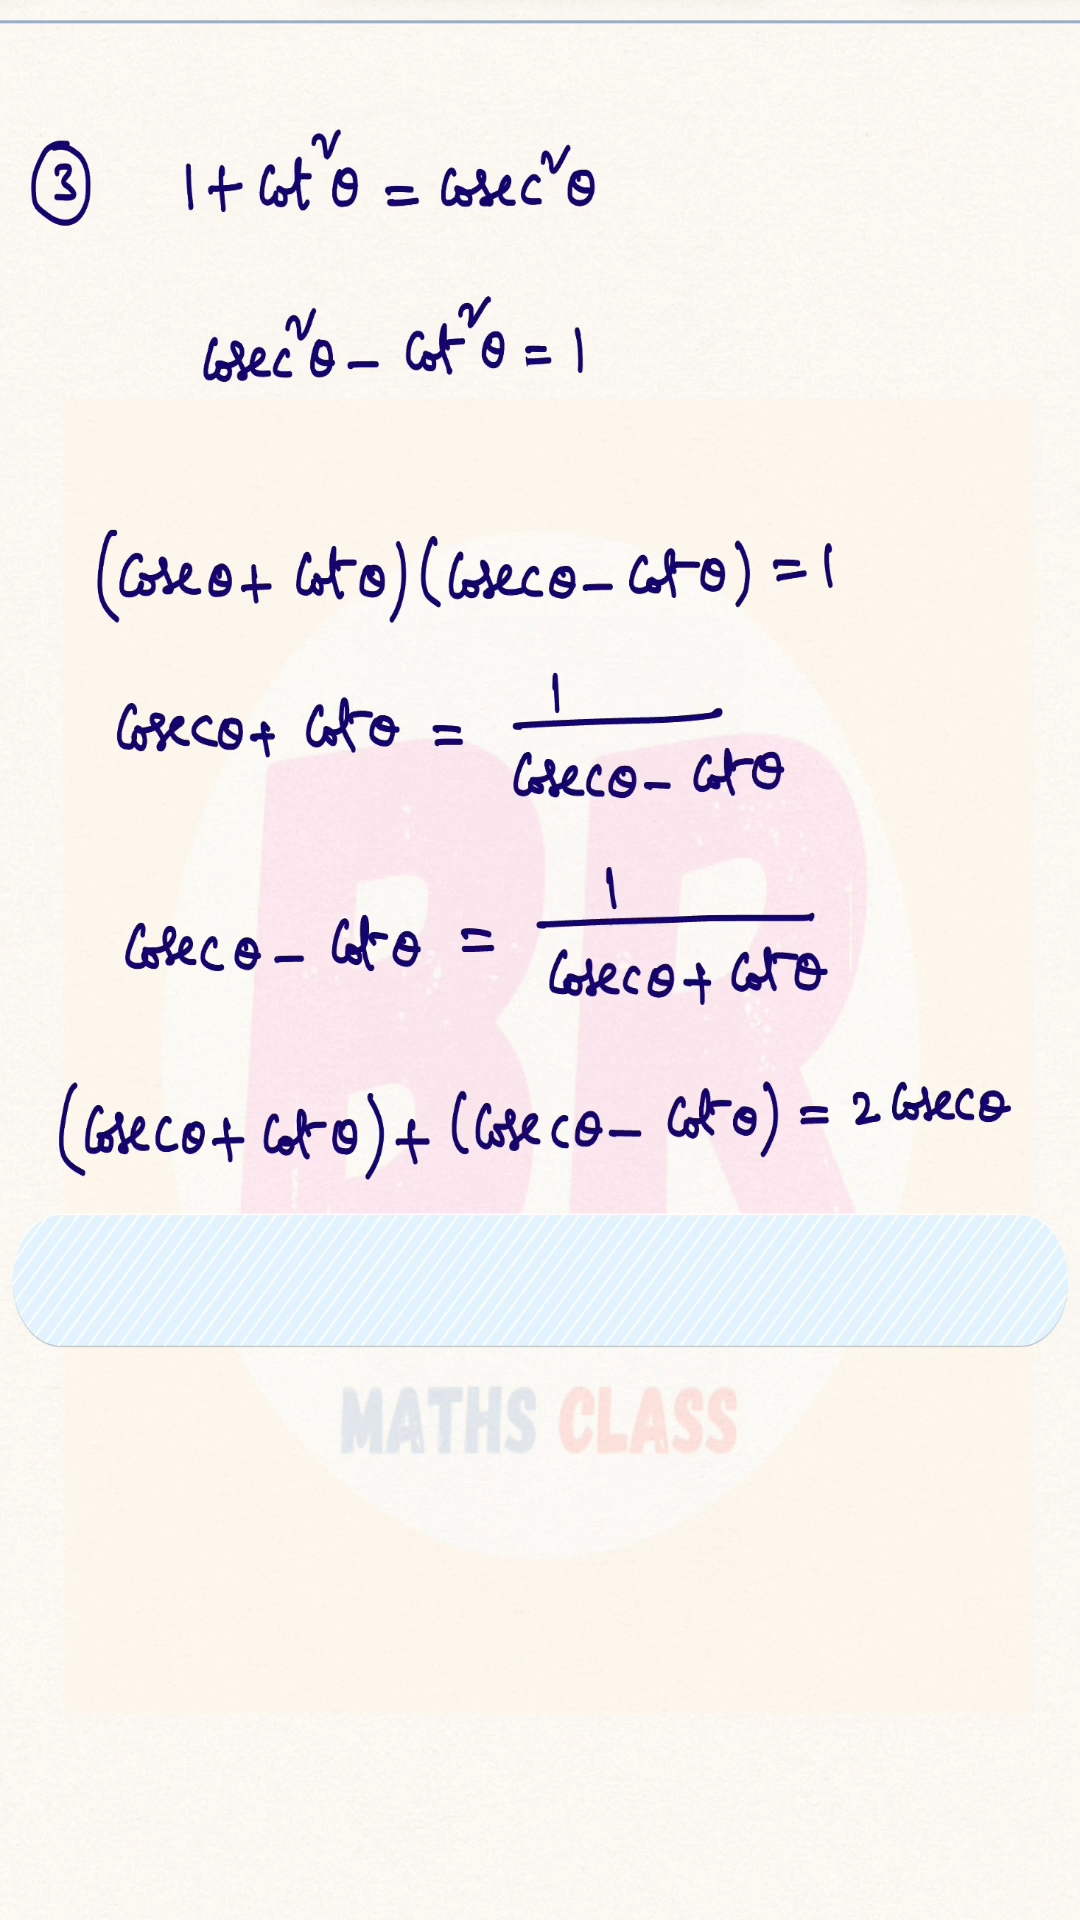 ③ 1 + cot²θ = cosec²θ
cosec²θ - cot²θ = 1
(coseθ + cotθ)(cosecθ - cotθ) = 1
cosecθ + cotθ = 1 / (cosecθ - cotθ)
cosecθ - cotθ = 1 / (cosecθ + cotθ)
(cosecθ + cotθ) + (cosecθ - cotθ) = 2 cosecθ
BR
MATHS CLASS